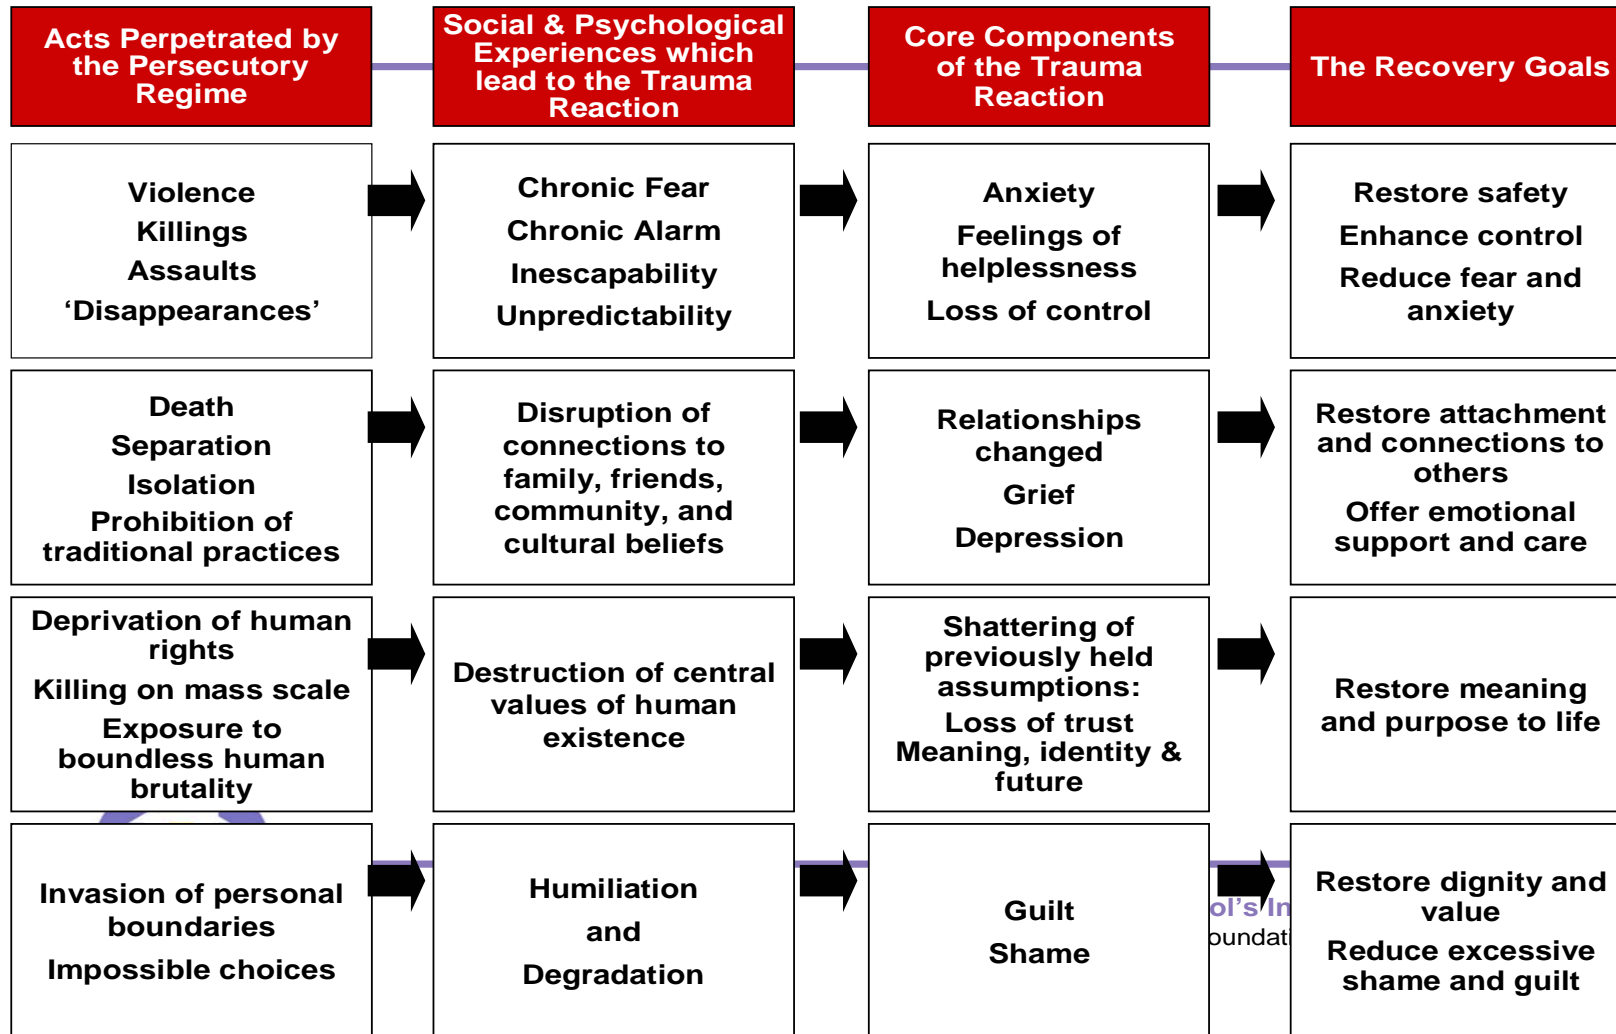 Acts Perpetrated by
the Persecutory
Regime
Social & Psychological
Experiences which
lead to the Trauma
Reaction
Core Components
of the Trauma
Reaction
The Recovery Goals
Violence
Killings
Assaults
‘Disappearances’
Chronic Fear
Chronic Alarm
Inescapability
Unpredictability
Anxiety
Feelings of
helplessness
Loss of control
Restore safety
Enhance control
Reduce fear and
anxiety
Death
Separation
Isolation
Prohibition of
traditional practices
Disruption of
connections to
family, friends,
community, and
cultural beliefs
Relationships
changed
Grief
Depression
Restore attachment
and connections to
others
Offer emotional
support and care
Deprivation of human
rights
Killing on mass scale
Exposure to
boundless human
brutality
Destruction of central
values of human
existence
Shattering of
previously held
assumptions:
Loss of trust
Meaning, identity &
future
Restore meaning
and purpose to life
Invasion of personal
boundaries
Impossible choices
Humiliation
and
Degradation
Guilt
Shame
Restore dignity and
value
Reduce excessive
shame and guilt